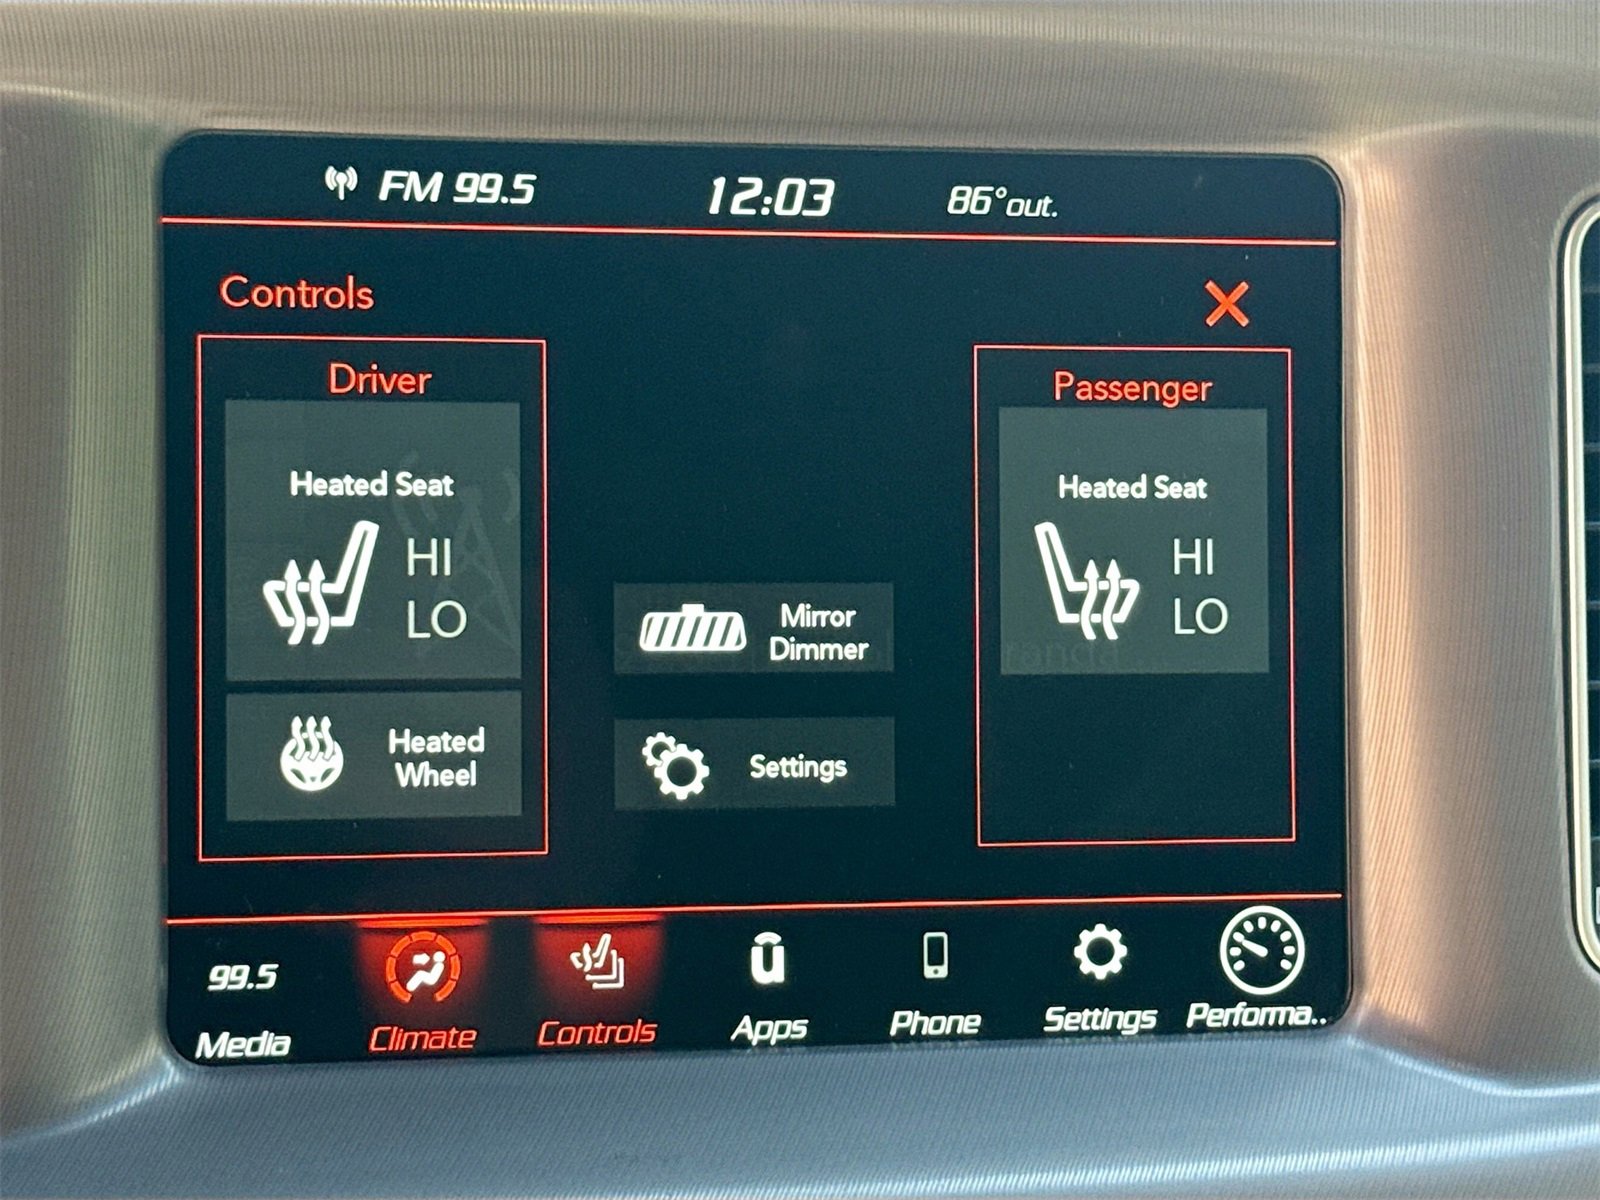 FM 99.5
12:03
86°out.
Controls
Driver
Heated Seat
HI
LO
Heated
Wheel
Mirror
Dimmer
Settings
Passenger
Heated Seat
HI
LO
99.5
Media
Climate
Controls
Apps
Phone
Settings
Performa..